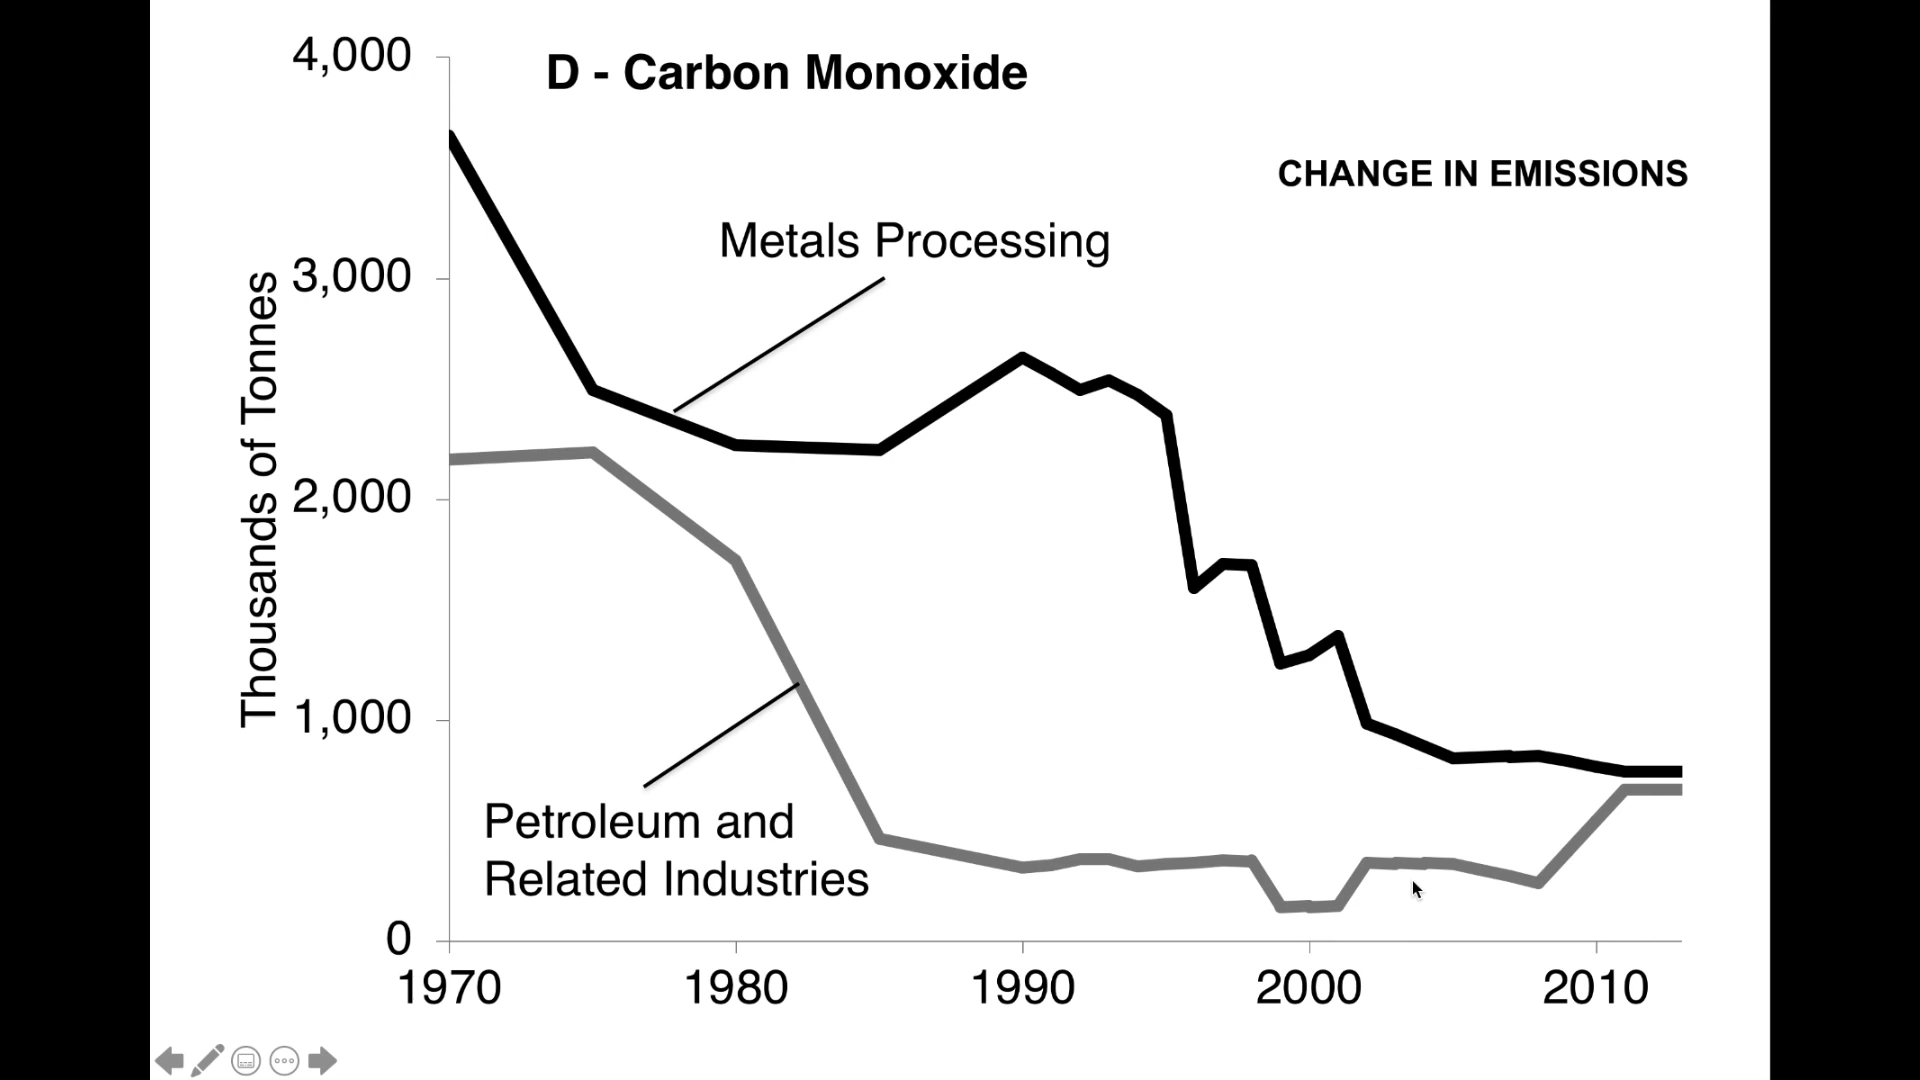 D - Carbon Monoxide
CHANGE IN EMISSIONS
Metals Processing
Petroleum and
Related Industries
Thousands of Tonnes
4,000
3,000
2,000
1,000
0
1970 1980 1990 2000 2010